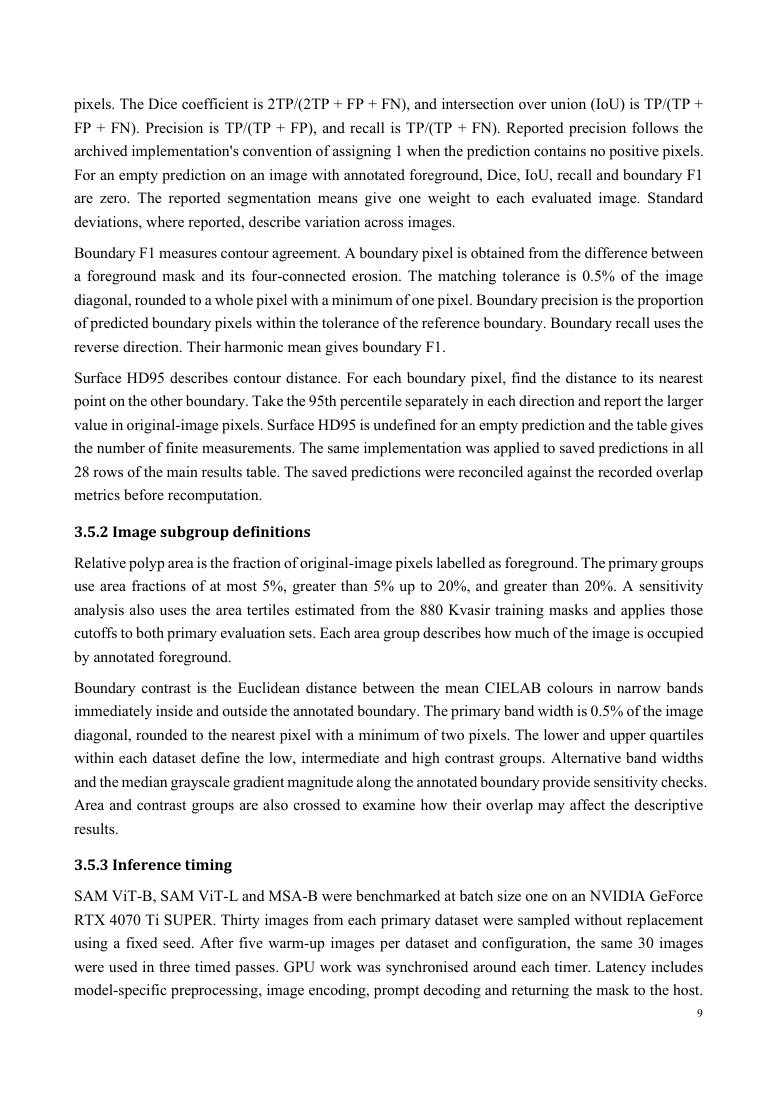 pixels. The Dice coefficient is 2TP/(2TP + FP + FN), and intersection over union (IoU) is TP/(TP +
FP + FN). Precision is TP/(TP + FP), and recall is TP/(TP + FN). Reported precision follows the
archived implementation's convention of assigning 1 when the prediction contains no positive pixels.
For an empty prediction on an image with annotated foreground, Dice, IoU, recall and boundary F1
are zero. The reported segmentation means give one weight to each evaluated image. Standard
deviations, where reported, describe variation across images.
Boundary F1 measures contour agreement. A boundary pixel is obtained from the difference between
a foreground mask and its four-connected erosion. The matching tolerance is 0.5% of the image
diagonal, rounded to a whole pixel with a minimum of one pixel. Boundary precision is the proportion
of predicted boundary pixels within the tolerance of the reference boundary. Boundary recall uses the
reverse direction. Their harmonic mean gives boundary F1.
Surface HD95 describes contour distance. For each boundary pixel, find the distance to its nearest
point on the other boundary. Take the 95th percentile separately in each direction and report the larger
value in original-image pixels. Surface HD95 is undefined for an empty prediction and the table gives
the number of finite measurements. The same implementation was applied to saved predictions in all
28 rows of the main results table. The saved predictions were reconciled against the recorded overlap
metrics before recomputation.
3.5.2 Image subgroup definitions
Relative polyp area is the fraction of original-image pixels labelled as foreground. The primary groups
use area fractions of at most 5%, greater than 5% up to 20%, and greater than 20%. A sensitivity
analysis also uses the area tertiles estimated from the 880 Kvasir training masks and applies those
cutoffs to both primary evaluation sets. Each area group describes how much of the image is occupied
by annotated foreground.
Boundary contrast is the Euclidean distance between the mean CIELAB colours in narrow bands
immediately inside and outside the annotated boundary. The primary band width is 0.5% of the image
diagonal, rounded to the nearest pixel with a minimum of two pixels. The lower and upper quartiles
within each dataset define the low, intermediate and high contrast groups. Alternative band widths
and the median grayscale gradient magnitude along the annotated boundary provide sensitivity checks.
Area and contrast groups are also crossed to examine how their overlap may affect the descriptive
results.
3.5.3 Inference timing
SAM ViT-B, SAM ViT-L and MSA-B were benchmarked at batch size one on an NVIDIA GeForce
RTX 4070 Ti SUPER. Thirty images from each primary dataset were sampled without replacement
using a fixed seed. After five warm-up images per dataset and configuration, the same 30 images
were used in three timed passes. GPU work was synchronised around each timer. Latency includes
model-specific preprocessing, image encoding, prompt decoding and returning the mask to the host.
9